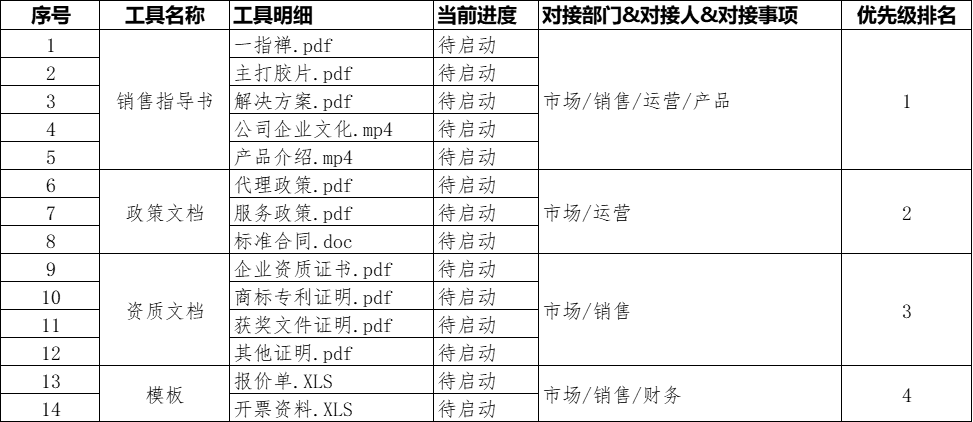 序号 工具名称 工具明细 当前进度 对接部门&对接人&对接事项 优先级排名
1 一指禅.pdf 待启动
2 主打胶片.pdf 待启动
3 销售指导书 解决方案.pdf 待启动 市场/销售/运营/产品 1
4 公司企业文化.mp4 待启动
5 产品介绍.mp4 待启动
6 代理政策.pdf 待启动
7 政策文档 服务政策.pdf 待启动 市场/运营 2
8 标准合同.doc 待启动
9 企业资质证书.pdf 待启动
10 商标专利证明.pdf 待启动
资质文档 市场/销售 3
11 获奖文件证明.pdf 待启动
12 其他证明.pdf 待启动
13 报价单.XLS 待启动
模板 市场/销售/财务 4
14 开票资料.XLS 待启动